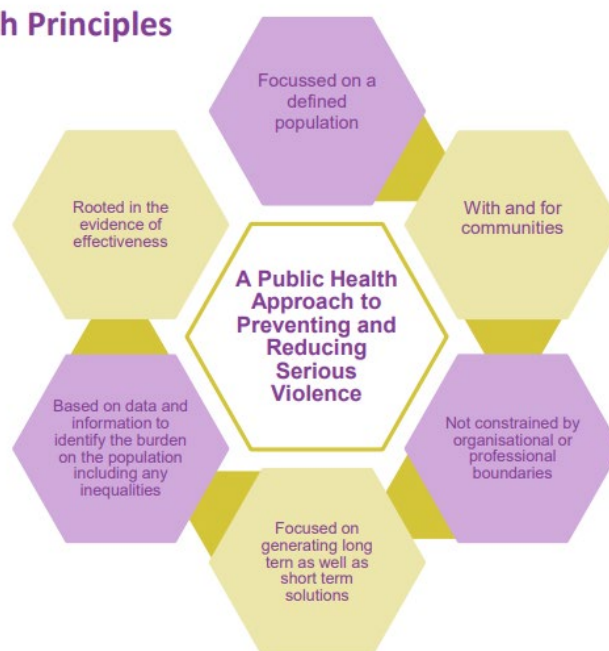 h Principles
Focussed on a
defined
population
With and for
communities
Not constrained by
organisational or
professional
boundaries
Focused on
generating long
tern as well as
short term
solutions
Based on data and
information to
identify the burden
on the population
including any
inequalities
Rooted in the
evidence of
effectiveness
A Public Health
Approach to
Preventing and
Reducing
Serious
Violence